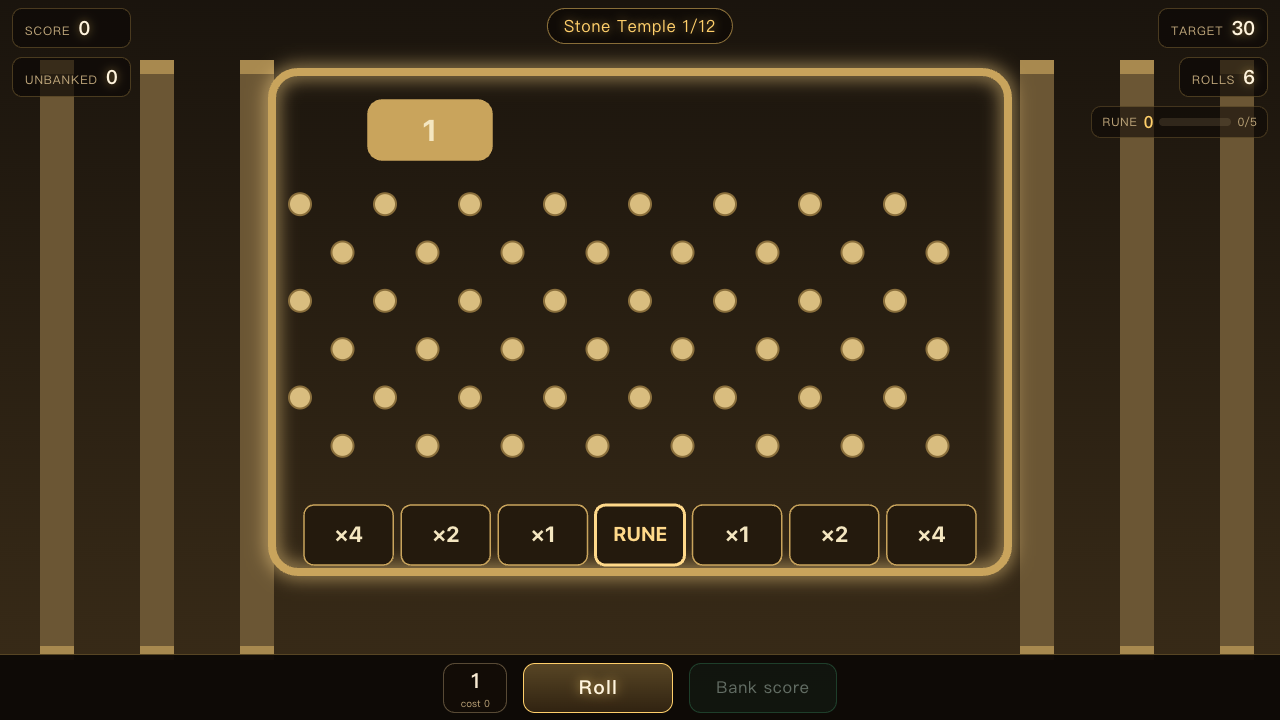 SCORE 0
Stone Temple 1/12
TARGET 30
UNBANKED 0
ROLLS 6
RUNE 0 0/5
1
×4 ×2 ×1 RUNE ×1 ×2 ×4
1
cost 0
Roll
Bank score